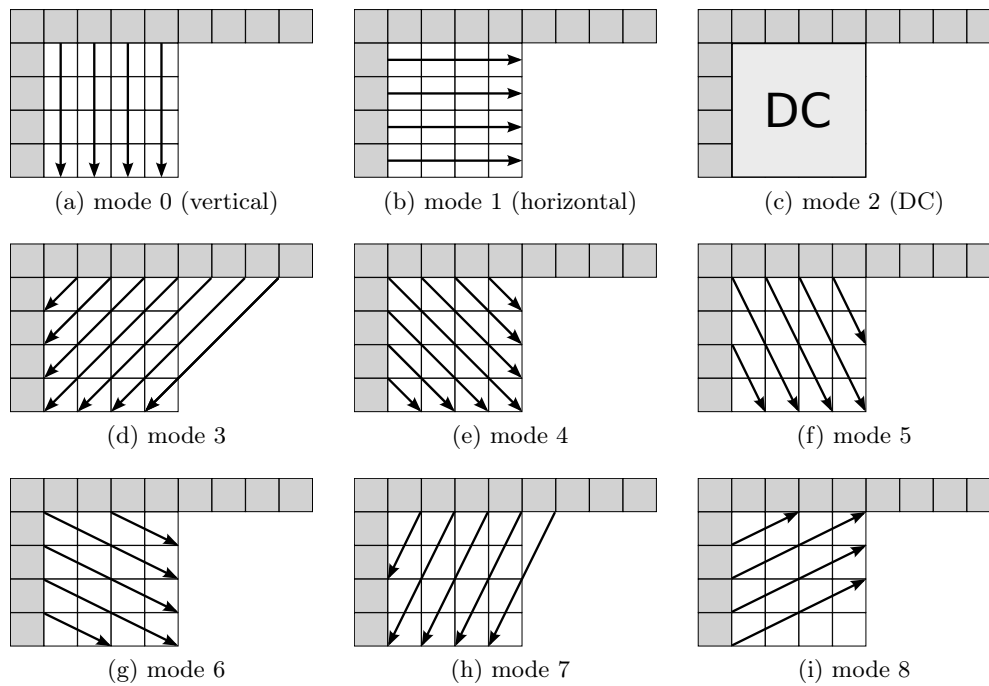 DC
(a) mode 0 (vertical)
(b) mode 1 (horizontal)
(c) mode 2 (DC)
(d) mode 3
(e) mode 4
(f) mode 5
(g) mode 6
(h) mode 7
(i) mode 8